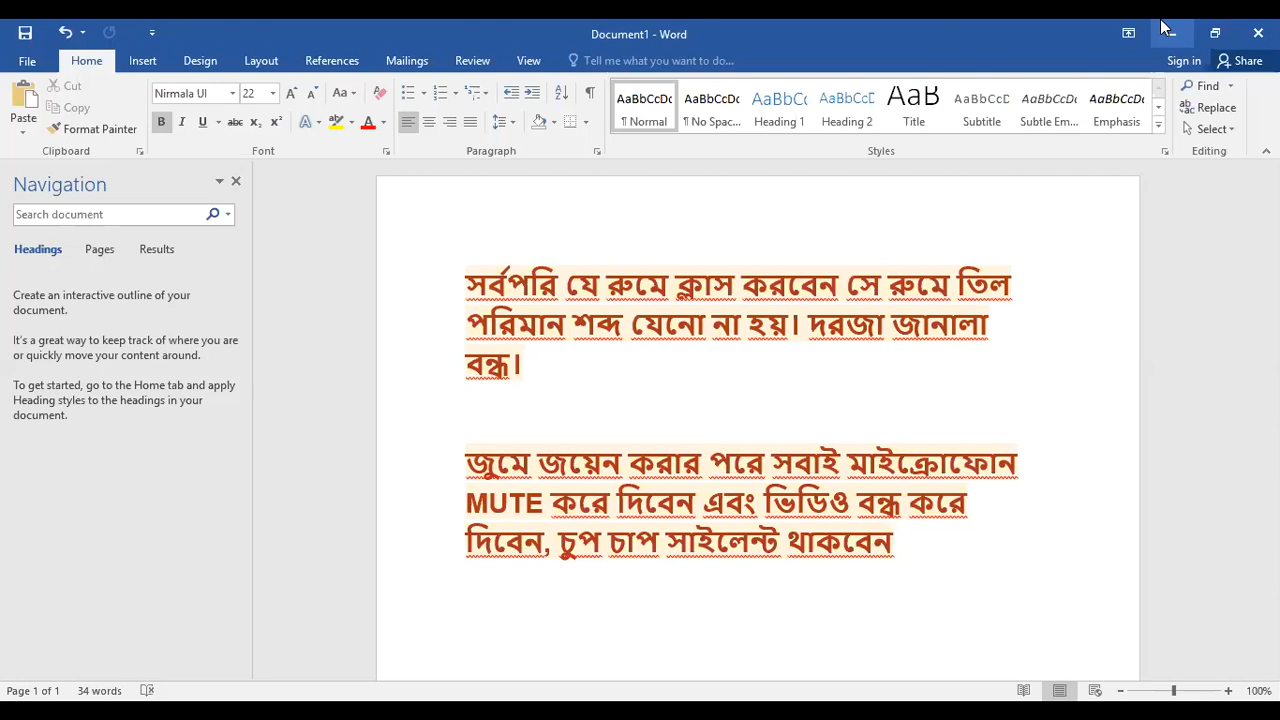 Document1 - Word
File Home Insert Design Layout References Mailings Review View Tell me what you want to do... Sign in Share
Cut
Copy
Format Painter
Paste
Clipboard
Nirmala UI 22
Font
Paragraph
AaBbCcDc AaBbCcDc AaBbCc AaBbCcC AaB AaBbCcD AaBbCcDc AaBbCcDc
¶ Normal ¶ No Spac... Heading 1 Heading 2 Title Subtitle Subtle Em... Emphasis
Styles
Find
Replace
Select
Editing
Navigation
Search document
Headings Pages Results
Create an interactive outline of your
document.
It's a great way to keep track of where you are
or quickly move your content around.
To get started, go to the Home tab and apply
Heading styles to the headings in your
document.
সর্বপরি যে রুমে ক্লাস করবেন সে রুমে তিল
পরিমান শব্দ যেনো না হয়। দরজা জানালা
বন্ধ।
জুমে জয়েন করার পরে সবাই মাইক্রোফোন
MUTE করে দিবেন এবং ভিডিও বন্ধ করে
দিবেন, চুপ চাপ সাইলেন্ট থাকবেন
Page 1 of 1 34 words 100%